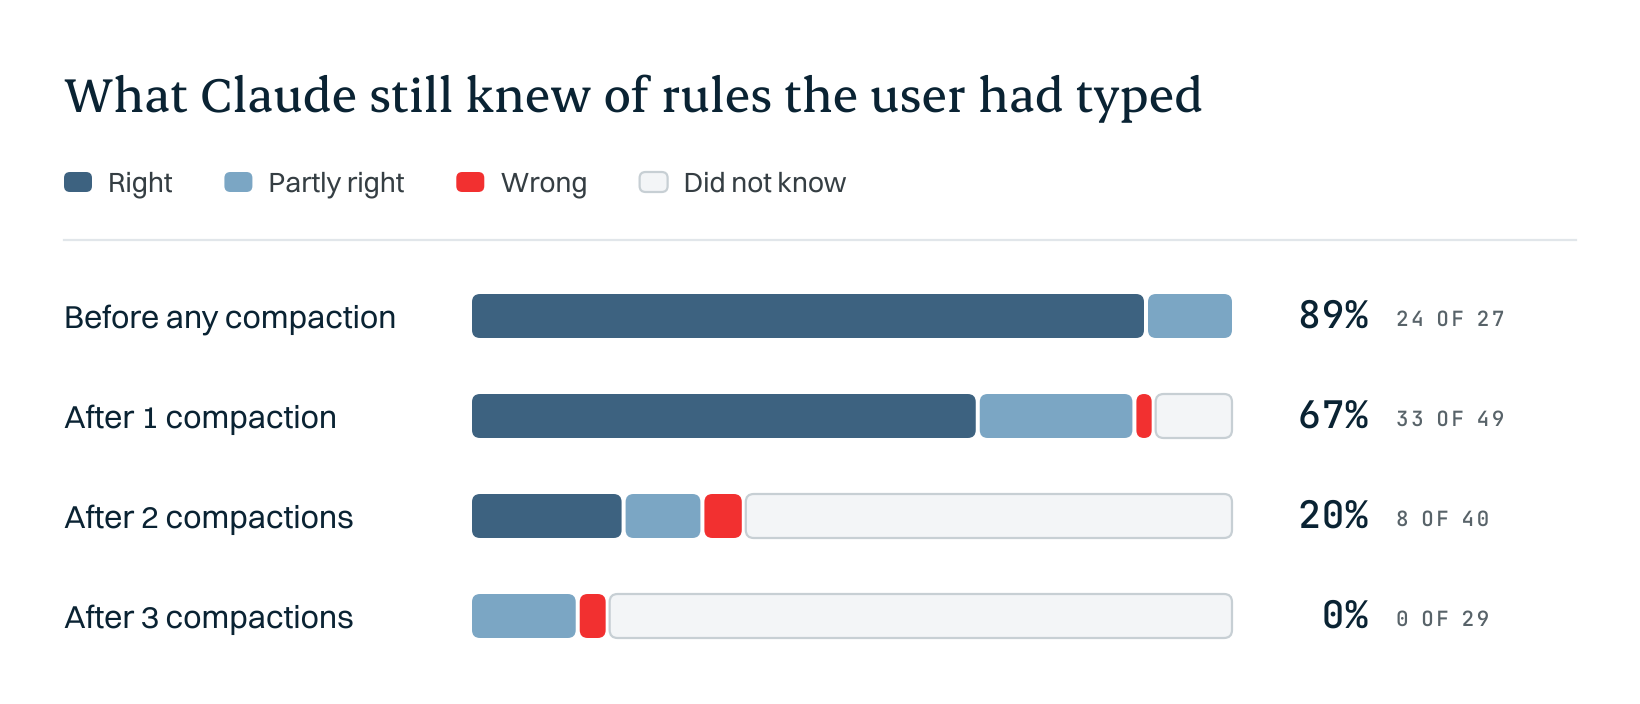 What Claude still knew of rules the user had typed
Right Partly right Wrong Did not know
Before any compaction 89% 24 OF 27
After 1 compaction 67% 33 OF 49
After 2 compactions 20% 8 OF 40
After 3 compactions 0% 0 OF 29